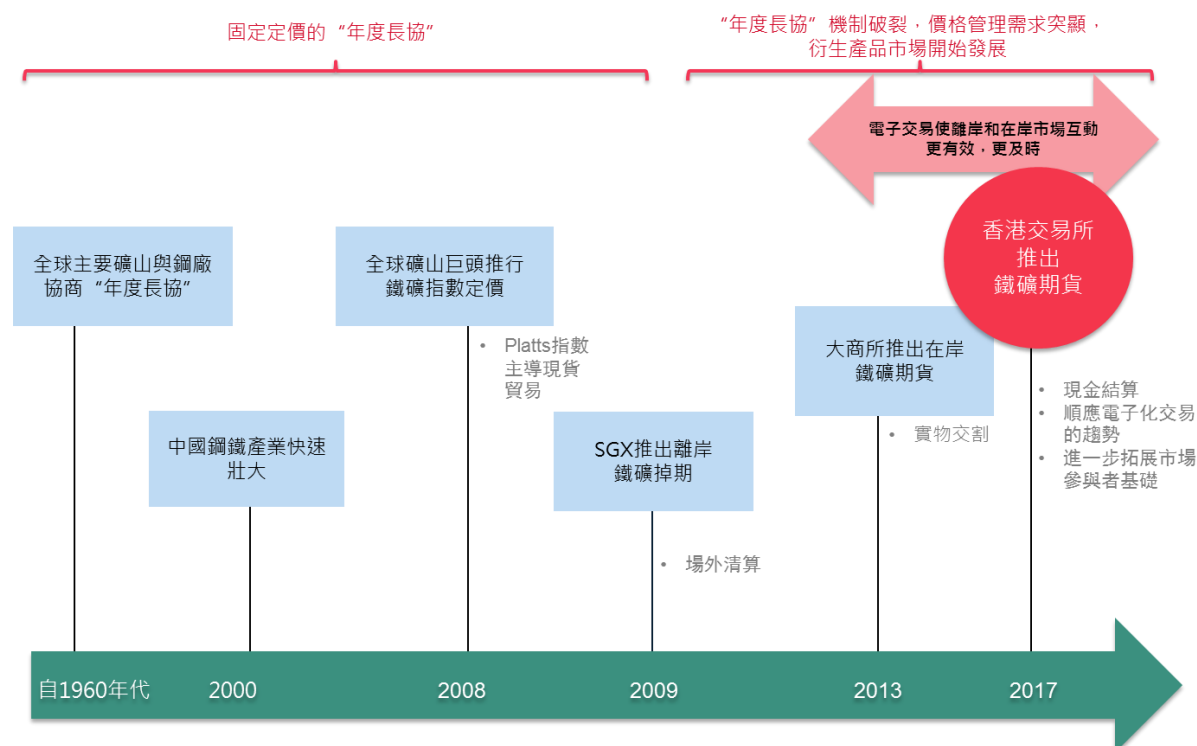 固定定價的“年度長協”
“年度長協”機制破裂，價格管理需求突顯，
衍生產品市場開始發展
電子交易使離岸和在岸市場互動
更有效，更及時
香港交易所
推出
鐵礦期貨
全球主要礦山與鋼廠
協商“年度長協”
全球礦山巨頭推行
鐵礦指數定價
• Platts指數
主導現貨
貿易
大商所推出在岸
鐵礦期貨
• 實物交割
• 現金結算
• 順應電子化交易
的趨勢
• 進一步拓展市場
參與者基礎
中國鋼鐵產業快速
壯大
SGX推出離岸
鐵礦掉期
• 場外清算
自1960年代
2000
2008
2009
2013
2017